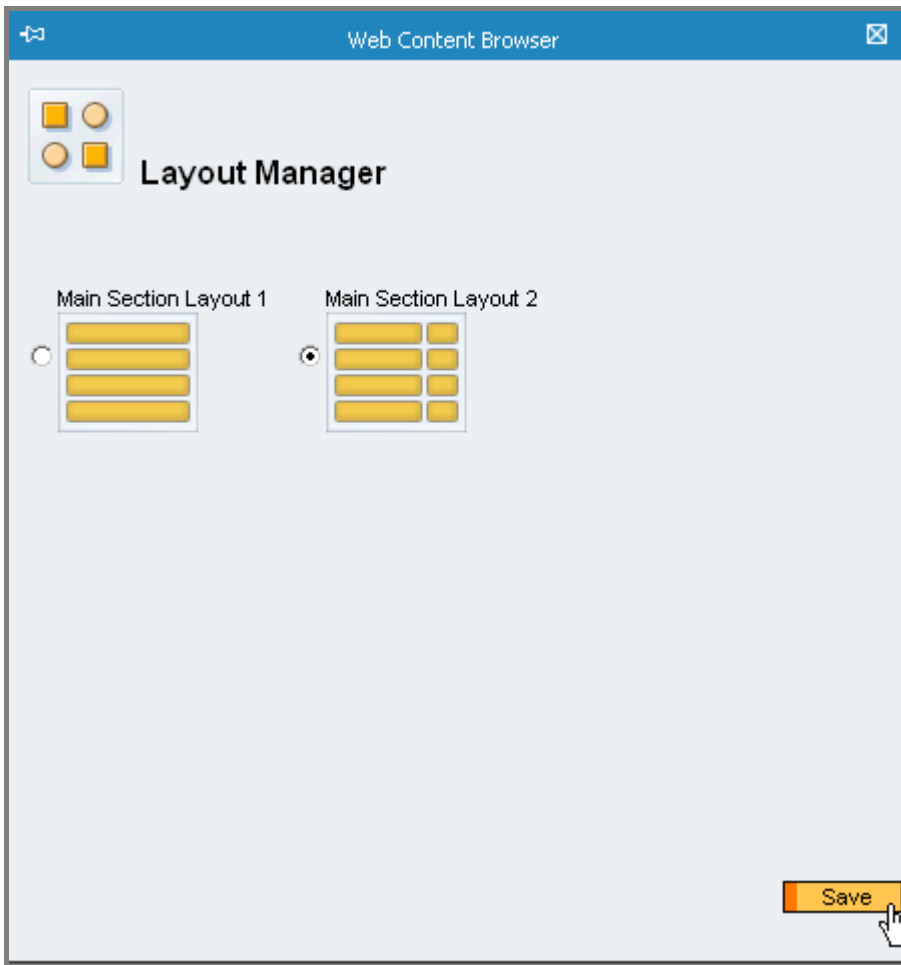 Web Content Browser
Layout Manager
Main Section Layout 1
Main Section Layout 2
Save